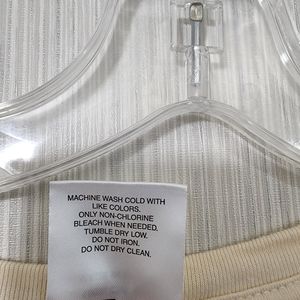 MACHINE WASH COLD WITH
LIKE COLORS.
ONLY NON-CHLORINE
BLEACH WHEN NEEDED.
TUMBLE DRY LOW.
DO NOT IRON.
DO NOT DRY CLEAN.